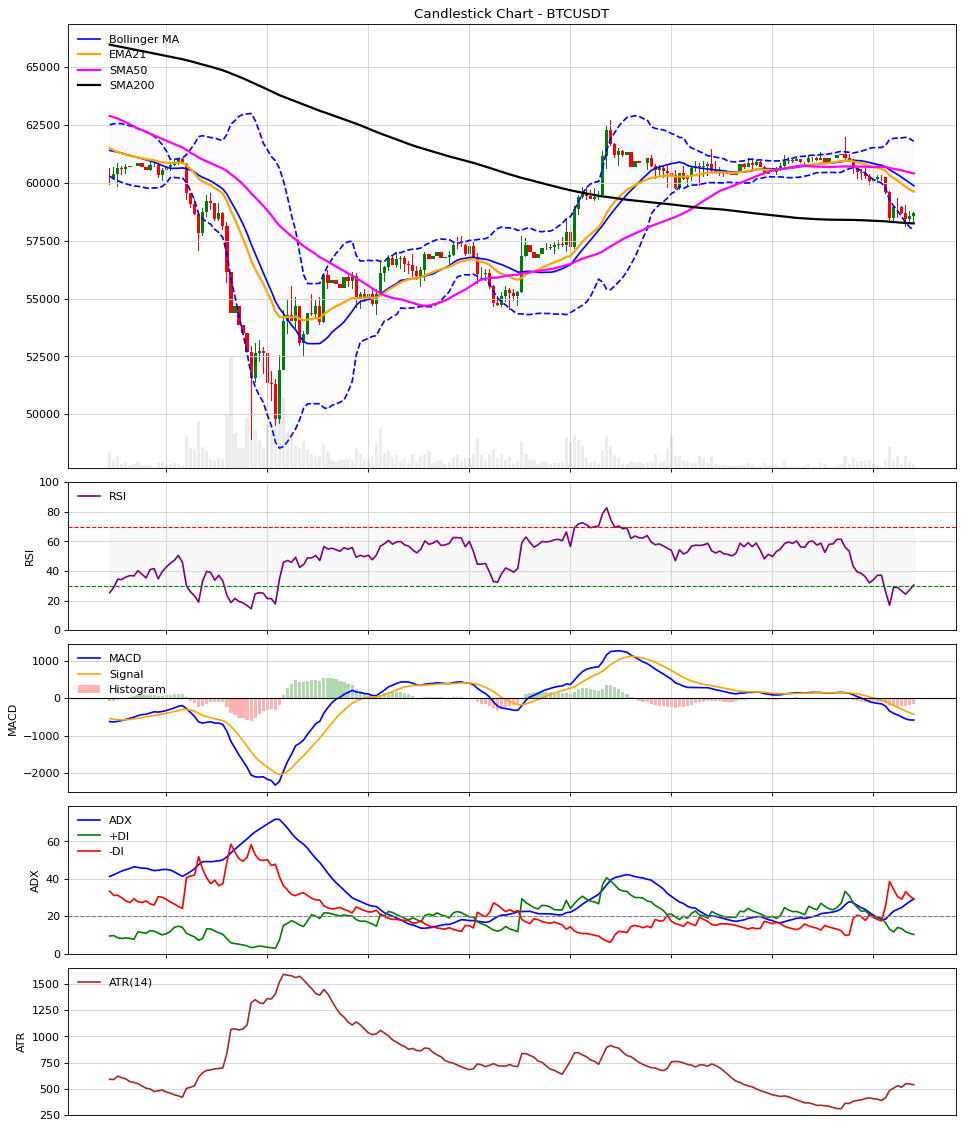 Candlestick Chart - BTCUSDT
Bollinger MA
EMA21
SMA50
SMA200
65000
62500
60000
57500
55000
52500
50000
RSI
RSI
100
80
60
40
20
0
MACD
Signal
Histogram
MACD
1000
0
−1000
−2000
ADX
+DI
-DI
ADX
60
40
20
0
ATR(14)
ATR
1500
1250
1000
750
500
250